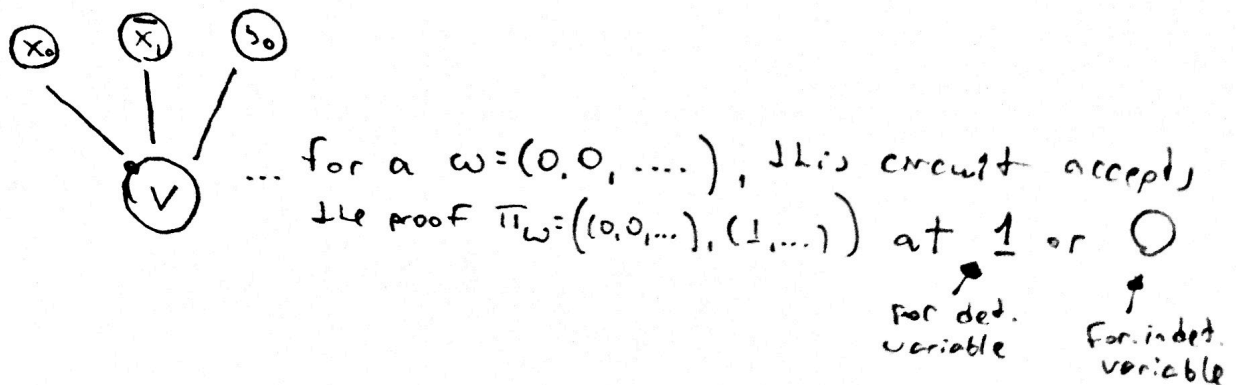 x₀ x̄₁ s₀
V ... for a ω=(0,0,....), this circuit accepts
the proof πω=((0,0,...),(1,...)) at 1 or 0
for det. variable
for indet. variable